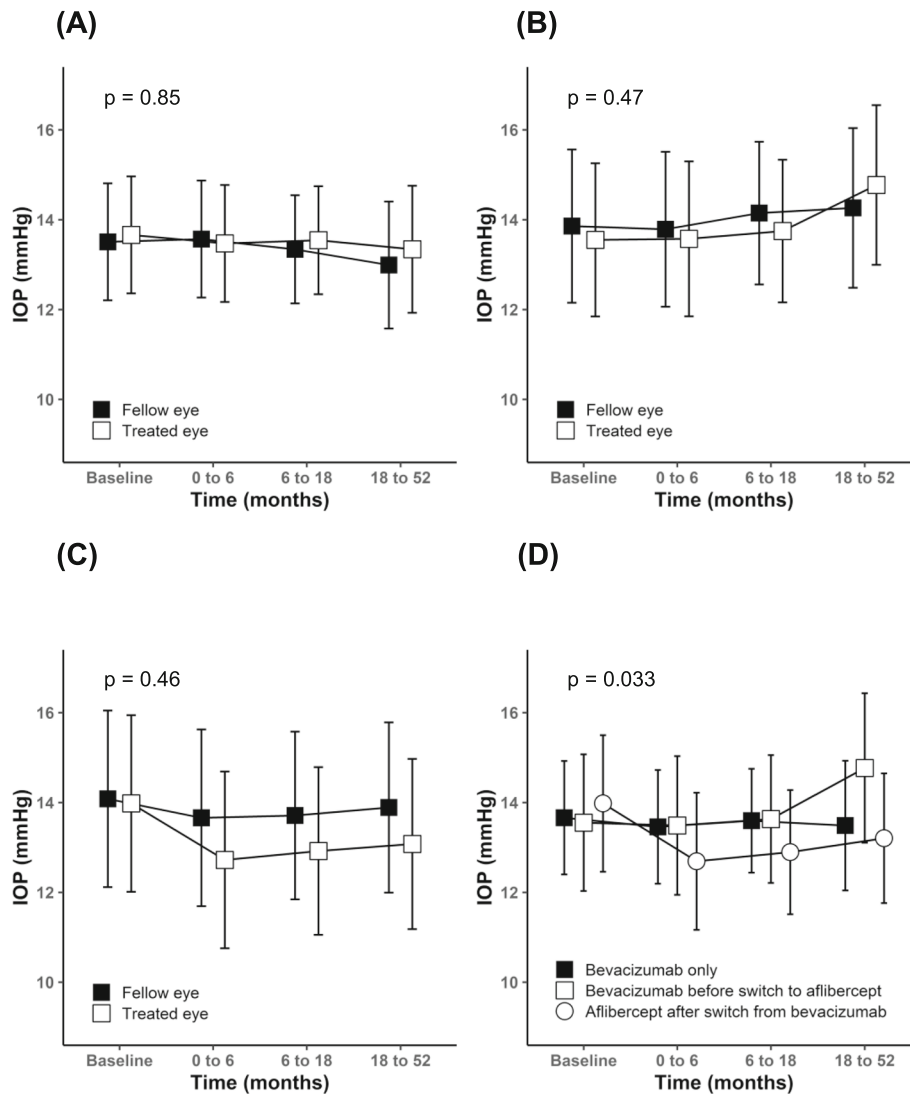 (A)
p = 0.85
IOP (mmHg)
16
14
12
10
Fellow eye
Treated eye
Baseline 0 to 6 6 to 18 18 to 52
Time (months)
(B)
p = 0.47
IOP (mmHg)
16
14
12
10
Fellow eye
Treated eye
Baseline 0 to 6 6 to 18 18 to 52
Time (months)
(C)
p = 0.46
IOP (mmHg)
16
14
12
10
Fellow eye
Treated eye
Baseline 0 to 6 6 to 18 18 to 52
Time (months)
(D)
p = 0.033
IOP (mmHg)
16
14
12
10
Bevacizumab only
Bevacizumab before switch to aflibercept
Aflibercept after switch from bevacizumab
Baseline 0 to 6 6 to 18 18 to 52
Time (months)